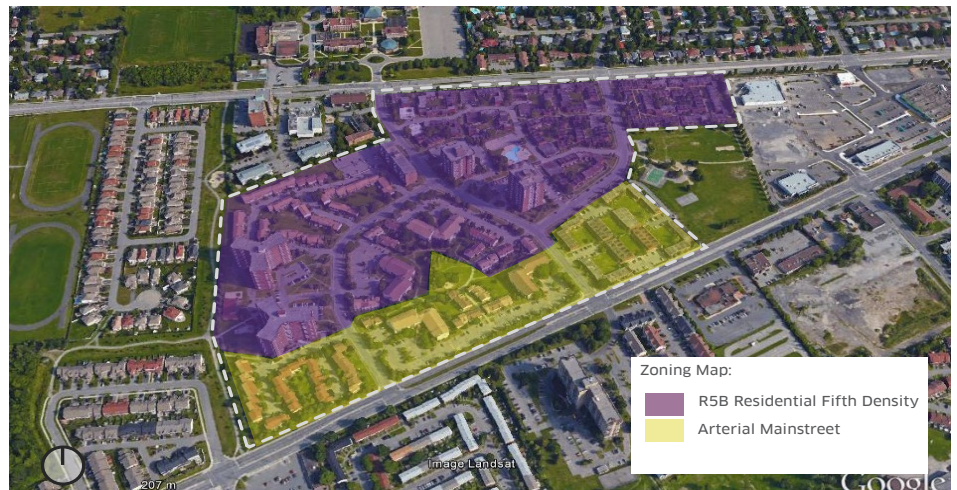 Zoning Map:
R5B Residential Fifth Density
Arterial Mainstreet
Image Landsat
207 m
Google